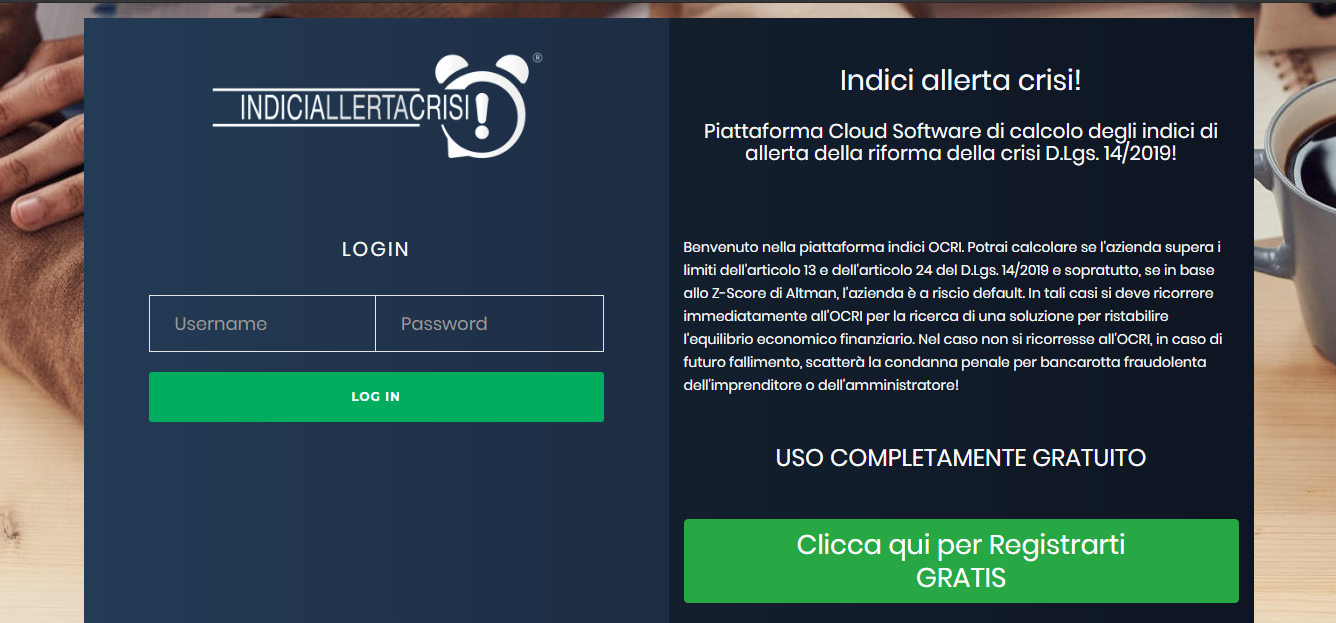 INDICIALLERTACRISI!®
LOGIN
Username
Password
LOG IN
Indici allerta crisi!
Piattaforma Cloud Software di calcolo degli indici di
allerta della riforma della crisi D.Lgs. 14/2019!
Benvenuto nella piattaforma indici OCRI. Potrai calcolare se l'azienda supera i
limiti dell'articolo 13 e dell'articolo 24 del D.Lgs. 14/2019 e sopratutto, se in base
allo Z-Score di Altman, l'azienda è a riscio default. In tali casi si deve ricorrere
immediatamente all'OCRI per la ricerca di una soluzione per ristabilire
l'equilibrio economico finanziario. Nel caso non si ricorresse all'OCRI, in caso di
futuro fallimento, scatterà la condanna penale per bancarotta fraudolenta
dell'imprenditore o dell'amministratore!
USO COMPLETAMENTE GRATUITO
Clicca qui per Registrarti
GRATIS